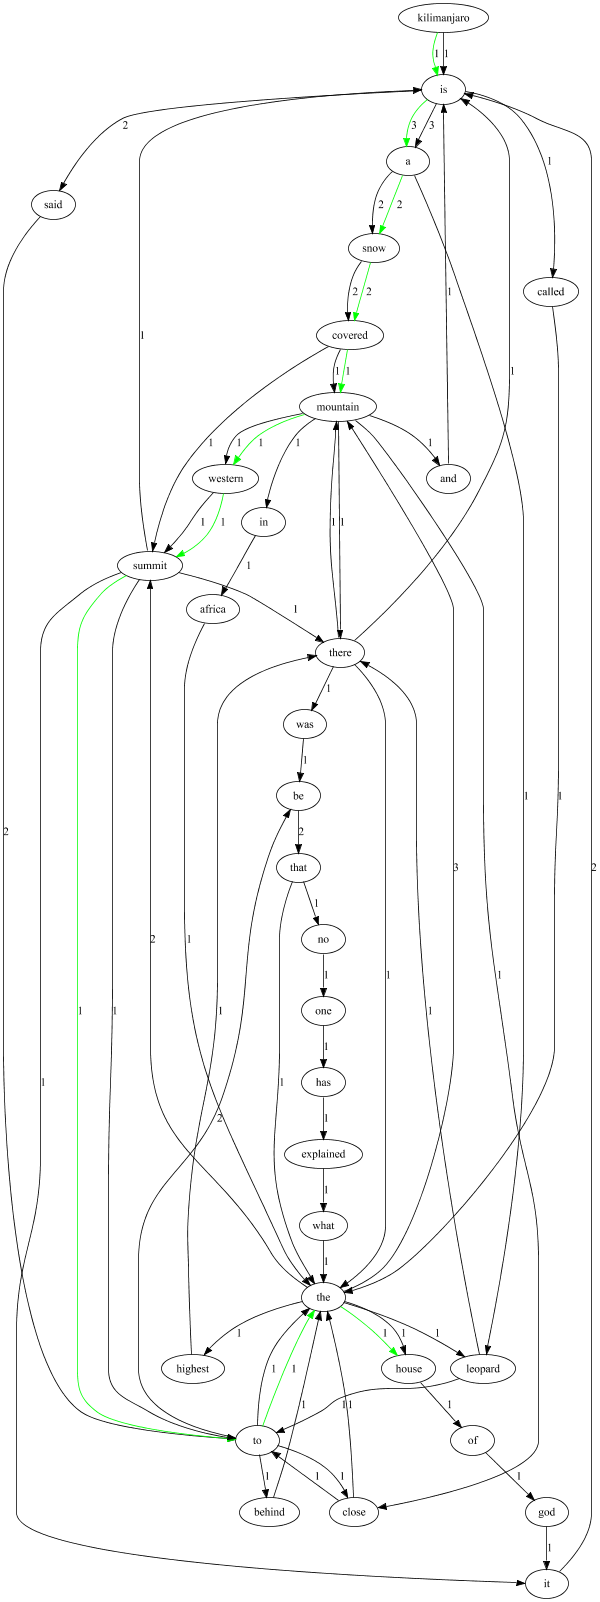 kilimanjaro
1 1
is
2 3 3 1
a
said
2 2
snow
called
2 2
1
covered
1 1
1 1
1
mountain
1 1 1 1
western
and
1 1
in
1 1
summit
1
1
africa
there
1
was
1
be
2 2 1 1
3 2
that
1
no
2 1 1
1
one
1 1 1
1 1
1
has
1
1
explained
2
1
what
1
the
1 1 1 1
highest
house
leopard
1 1
1 1 1
1
to
of
1 1 1 1
behind
close
god
1
it